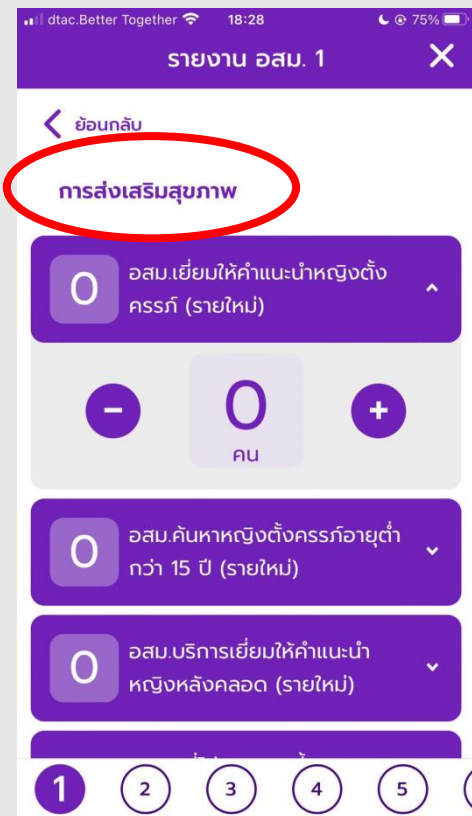 dtac.Better Together 18:28 75%
รายงาน อสม. 1
ย้อนกลับ
การส่งเสริมสุขภาพ
0 อสม.เยี่ยมให้คำแนะนำหญิงตั้ง
ครรภ์ (รายใหม่)
0
คน
0 อสม.ค้นหาหญิงตั้งครรภ์อายุต่ำ
กว่า 15 ปี (รายใหม่)
0 อสม.บริการเยี่ยมให้คำแนะนำ
หญิงหลังคลอด (รายใหม่)
1 2 3 4 5